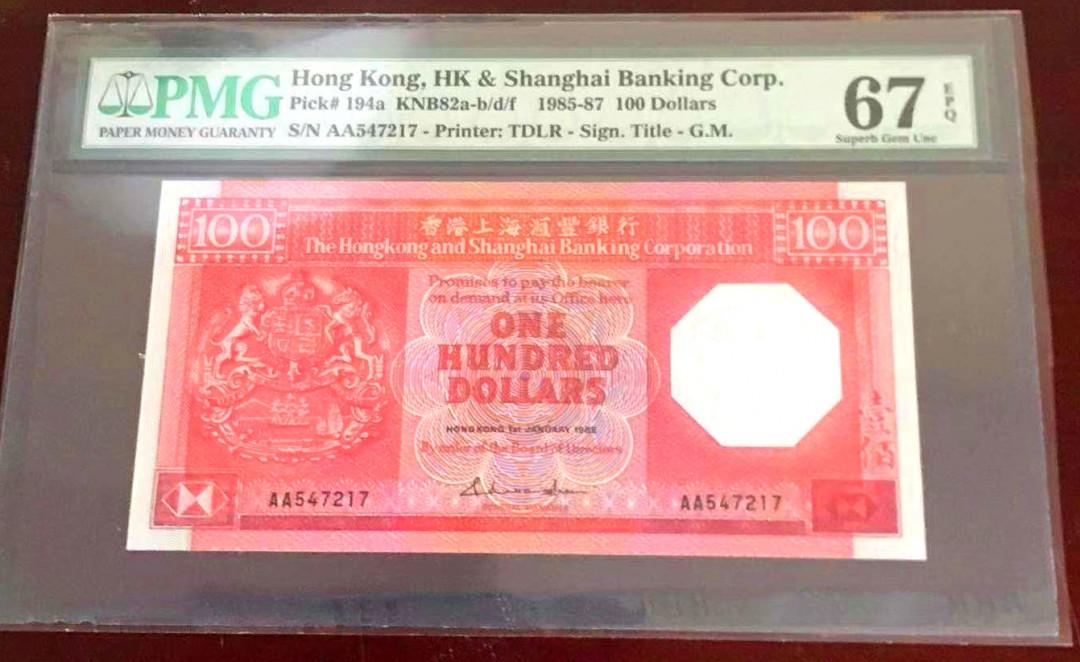 PMG
PAPER MONEY GUARANTY
Hong Kong, HK & Shanghai Banking Corp.
Pick# 194a KNB82a-b/d/f 1985-87 100 Dollars
S/N AA547217 - Printer: TDLR - Sign. Title - G.M.
67
EPQ
Superb Gem Unc
100
香港上海滙豐銀行
100
The Hongkong and Shanghai Banking Corporation
Promises to pay the bearer
on demand at its Office here
ONE
HUNDRED
DOLLARS
HONG KONG 1st JANUARY
By order of the Board of Directors
AA547217
AA547217